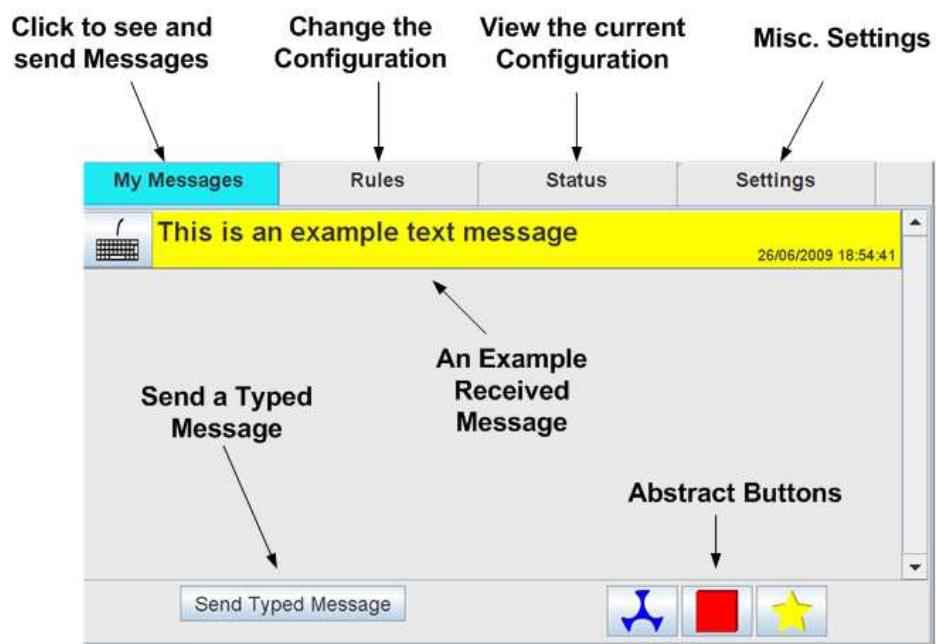 Click to see and
send Messages
Change the
Configuration
View the current
Configuration
Misc. Settings
My Messages
Rules
Status
Settings
This is an example text message
26/06/2009 18:54:41
An Example
Received
Message
Send a Typed
Message
Abstract Buttons
Send Typed Message